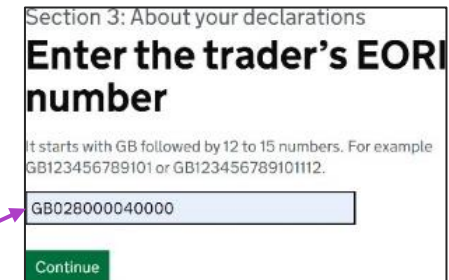 Section 3: About your declarations
Enter the trader's EORI
number
It starts with GB followed by 12 to 15 numbers. For example
GB123456789101 or GB123456789101112.
GB028000040000
Continue